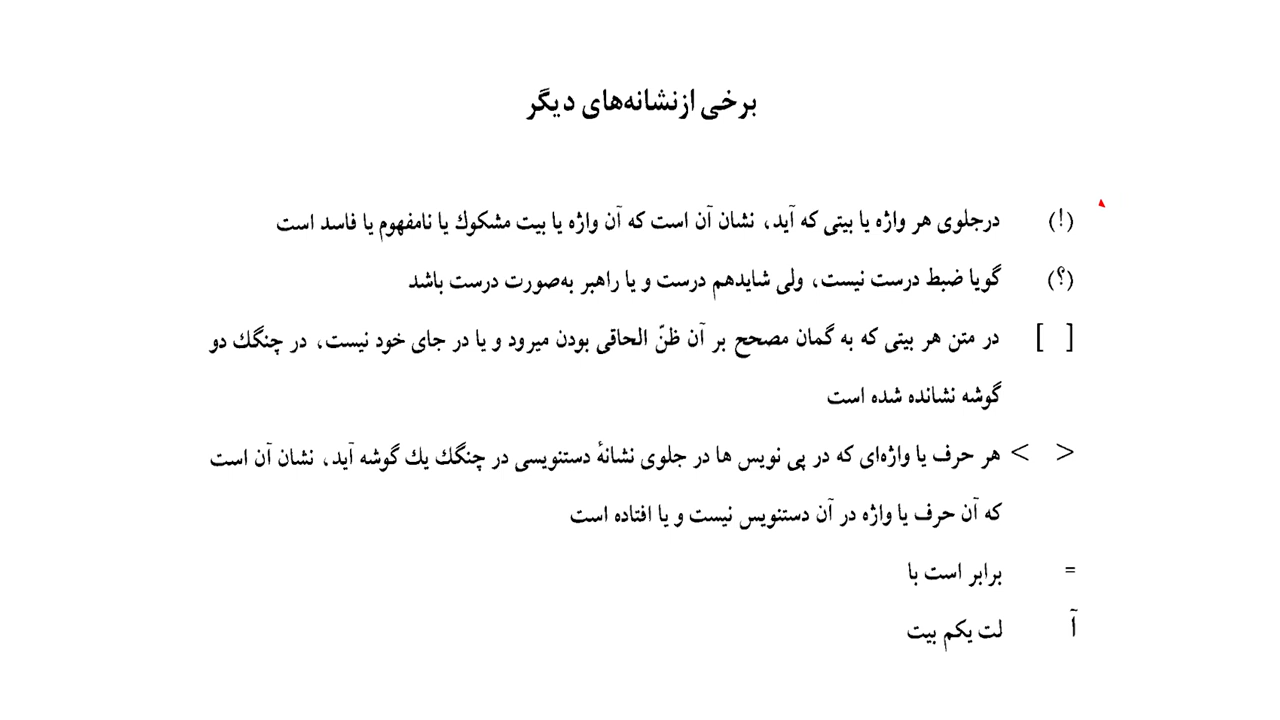 برخی ازنشانه‌های دیگر
(!) درجلوی هر واژه یا بیتی که آید، نشان آن است که آن واژه یا بیت مشکوك یا نامفهوم یا فاسد است
(؟) گویا ضبط درست نیست، ولی شایدهم درست و یا راهبر به‌صورت درست باشد
[ ] در متن هر بیتی که به گمان مصحح بر آن ظنّ الحاقی بودن میرود و یا در جای خود نیست، در چنگك دو
گوشه نشانده شده است
< > هر حرف یا واژه‌ای که در پی نویس ها در جلوی نشانهٔ دستنویسی در چنگك یك گوشه آید، نشان آن است
که آن حرف یا واژه در آن دستنویس نیست و یا افتاده است
= برابر است با
آ لت یکم بیت